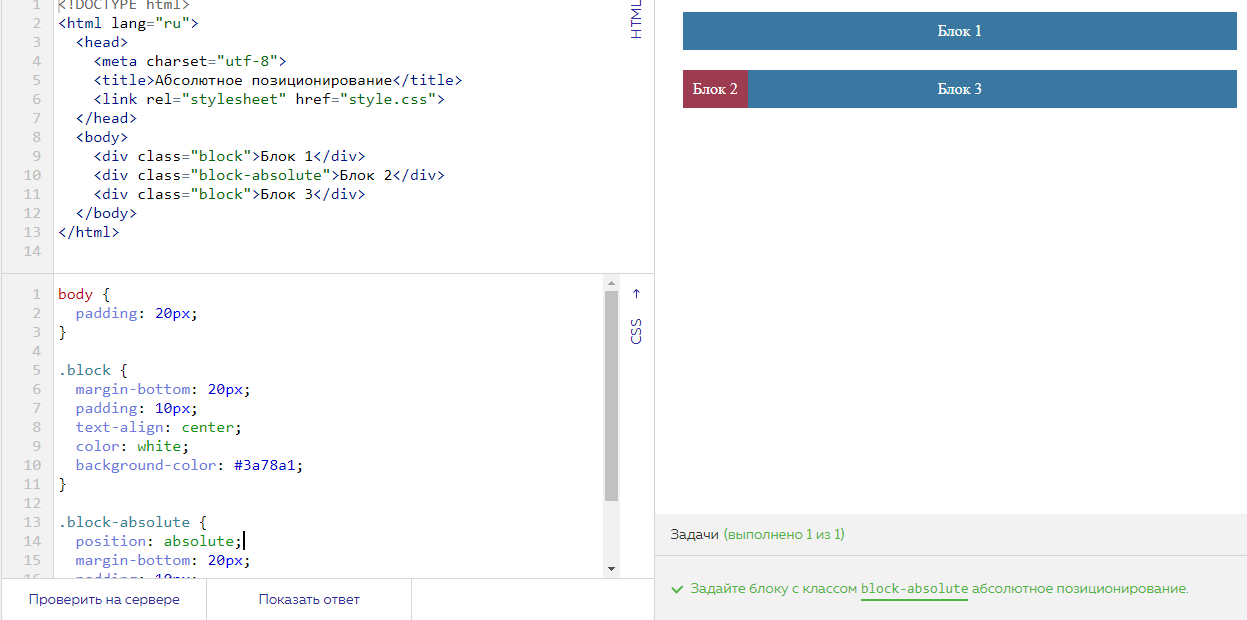 1 <!DOCTYPE html>
2 <html lang="ru">
3 <head>
4 <meta charset="utf-8">
5 <title>Абсолютное позиционирование</title>
6 <link rel="stylesheet" href="style.css">
7 </head>
8 <body>
9 <div class="block">Блок 1</div>
10 <div class="block-absolute">Блок 2</div>
11 <div class="block">Блок 3</div>
12 </body>
13 </html>
14
HTML
1 body {
2 padding: 20px;
3 }
4
5 .block {
6 margin-bottom: 20px;
7 padding: 10px;
8 text-align: center;
9 color: white;
10 background-color: #3a78a1;
11 }
12
13 .block-absolute {
14 position: absolute;
15 margin-bottom: 20px;
16 padding: 10px;
CSS
Проверить на сервере
Показать ответ
Блок 1
Блок 2 Блок 3
Задачи (выполнено 1 из 1)
Задайте блоку с классом block-absolute абсолютное позиционирование.